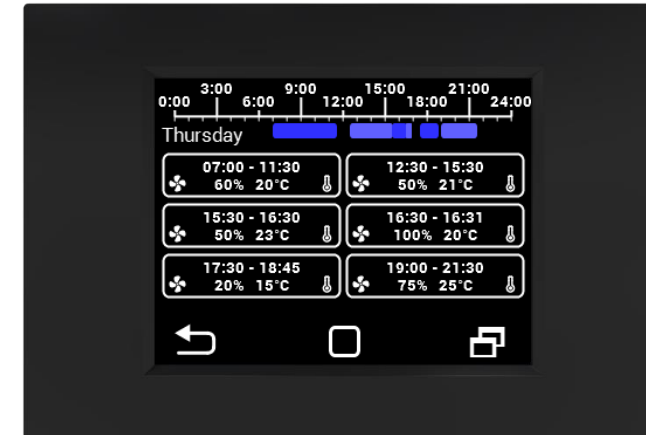 3:00 9:00 15:00 21:00
0:00 6:00 12:00 18:00 24:00
Thursday
07:00 - 11:30
60% 20°C
12:30 - 15:30
50% 21°C
15:30 - 16:30
50% 23°C
16:30 - 16:31
100% 20°C
17:30 - 18:45
20% 15°C
19:00 - 21:30
75% 25°C